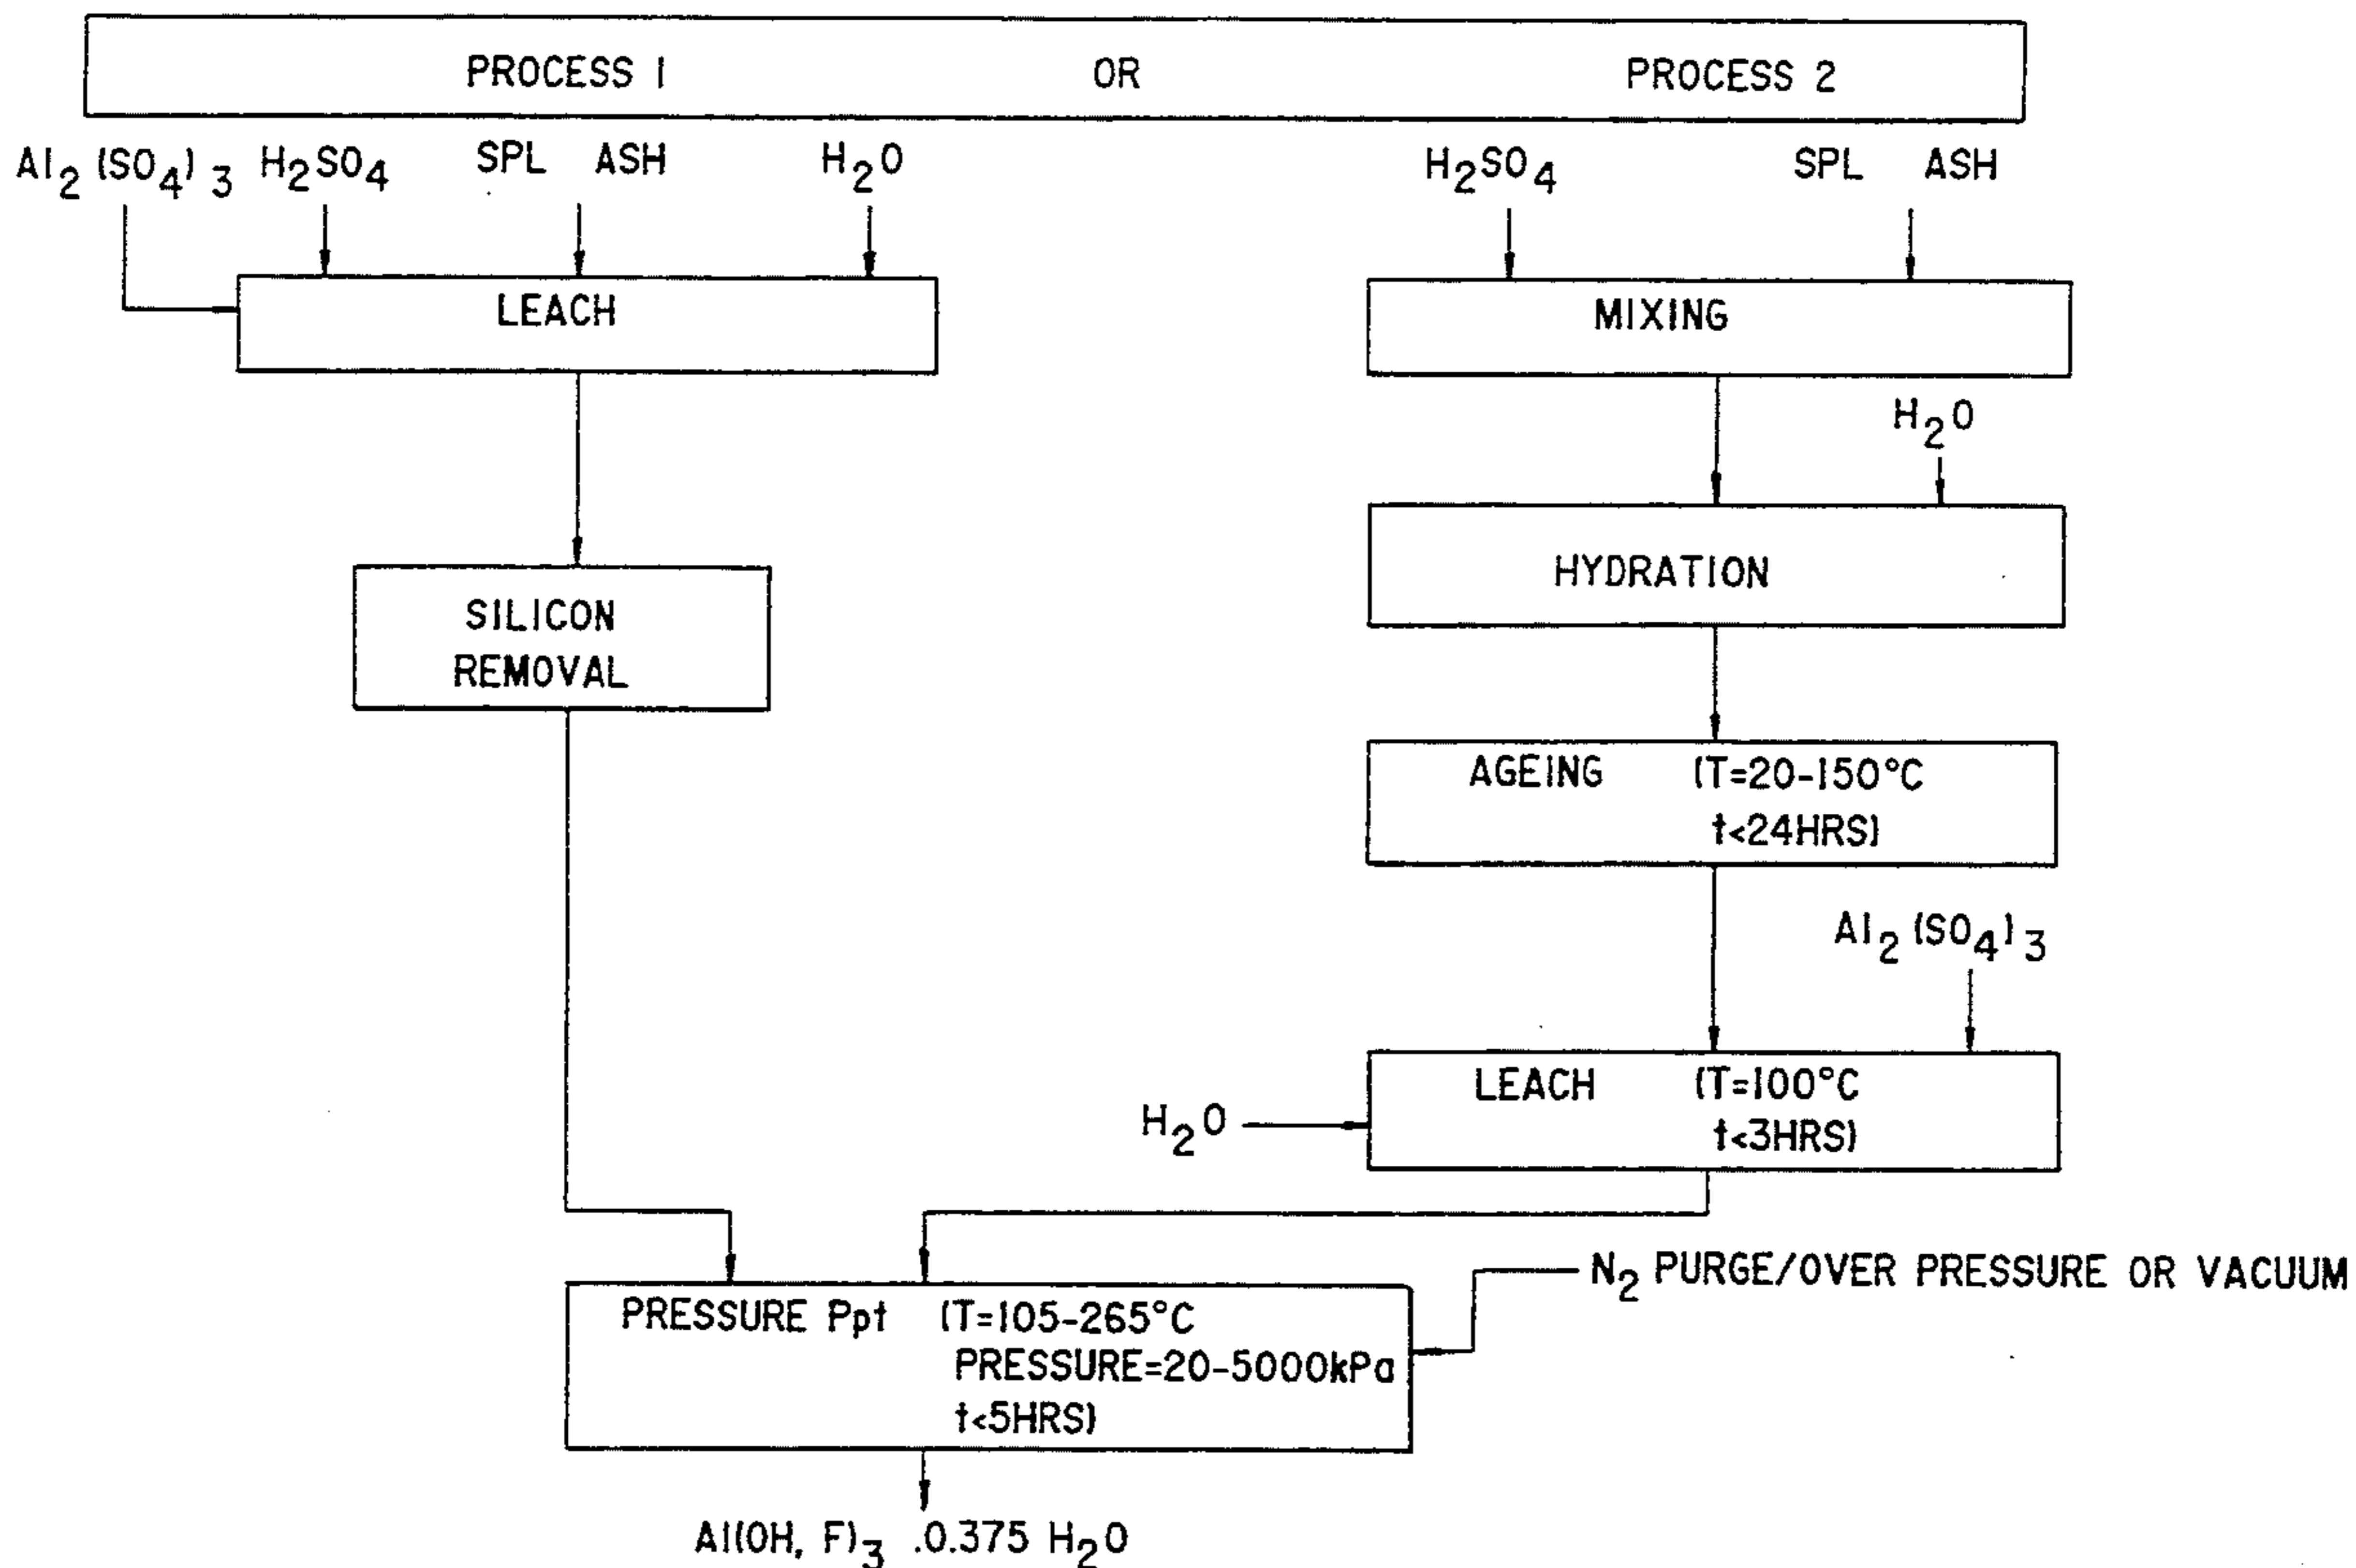 PROCESS 1 OR PROCESS 2
Al2(SO4)3 H2SO4 SPL ASH H2O H2SO4 SPL ASH
LEACH MIXING
H2O
HYDRATION
SILICON
REMOVAL
AGEING (T=20-150°C
t<24HRS)
Al2(SO4)3
LEACH (T=100°C
H2O
t<3HRS)
N2 PURGE/OVER PRESSURE OR VACUUM
PRESSURE Ppt (T=105-265°C
PRESSURE=20-5000kPa
t<5HRS)
Al(OH, F)3 .0.375 H2O